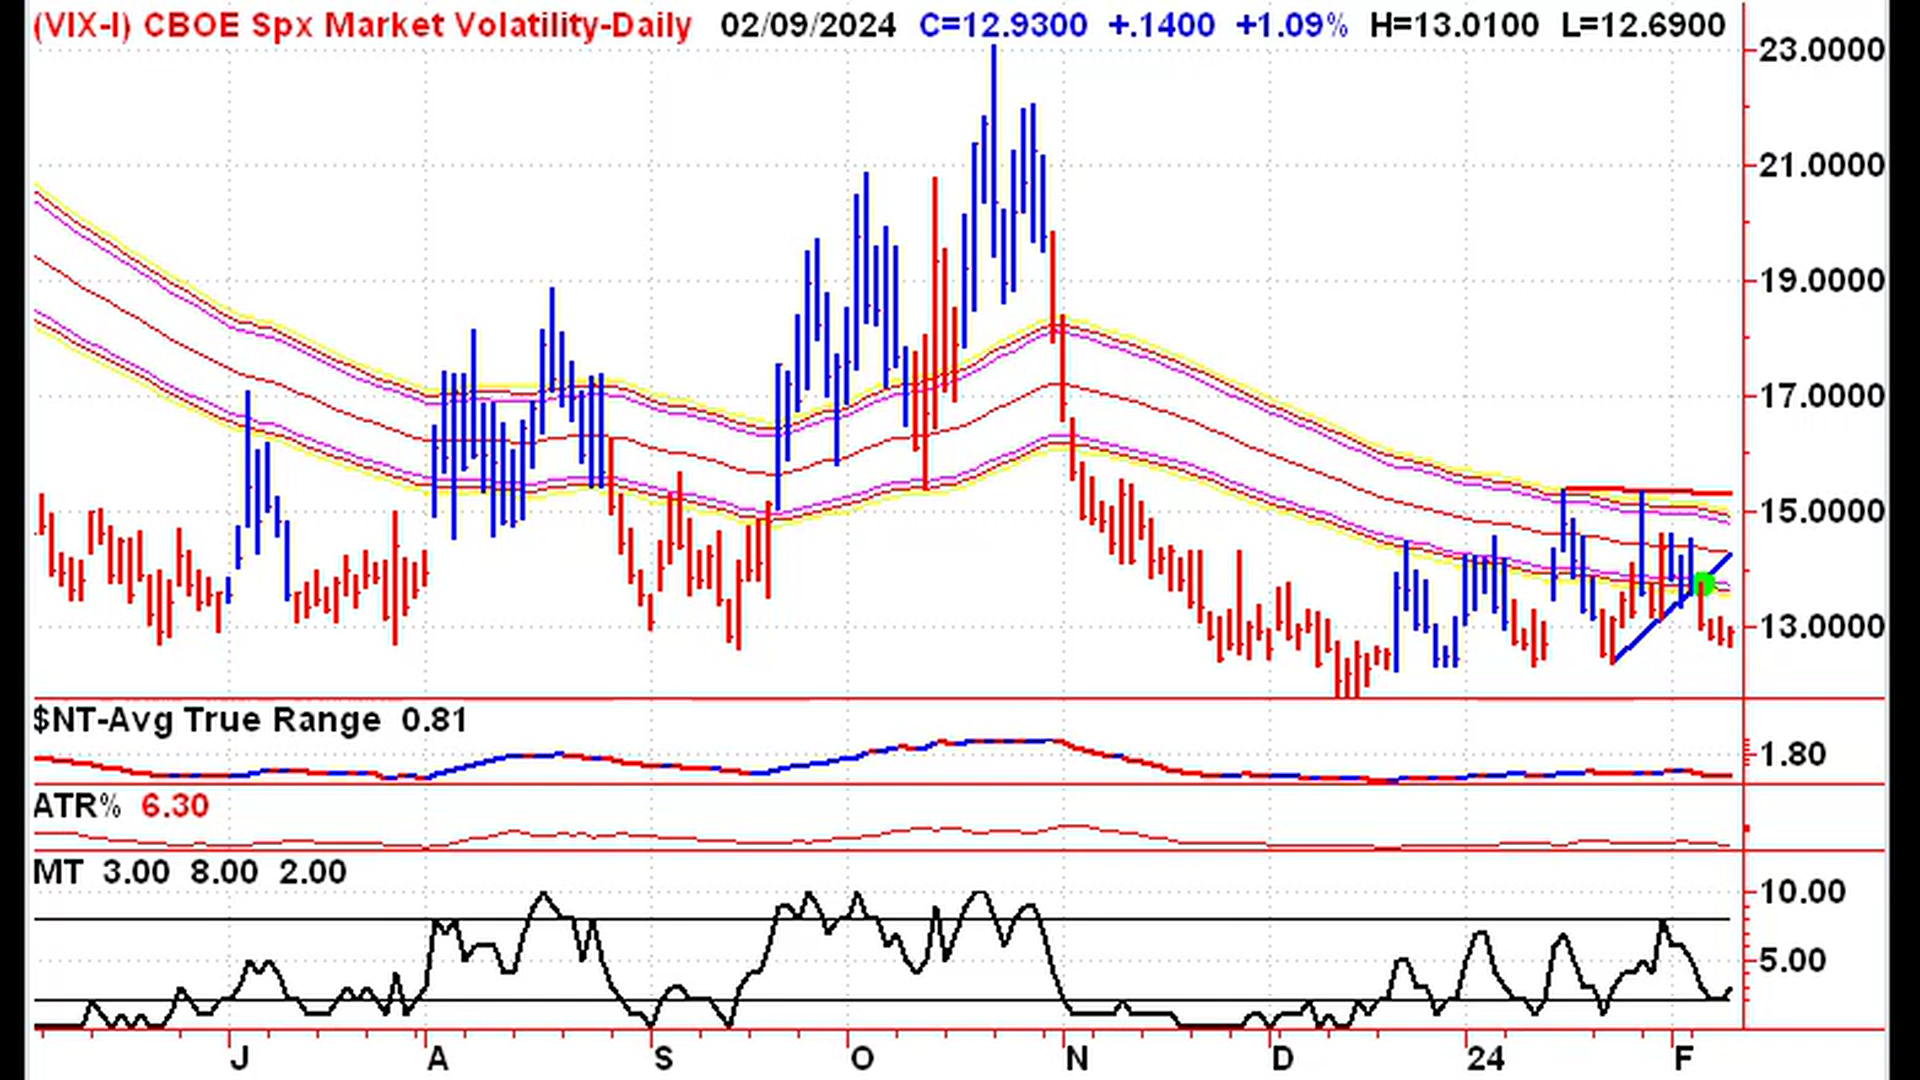 (VIX-I) CBOE Spx Market Volatility-Daily 02/09/2024 C=12.9300 +.1400 +1.09% H=13.0100 L=12.6900
23.0000
21.0000
19.0000
17.0000
15.0000
13.0000
$NT-Avg True Range 0.81
1.80
ATR% 6.30
MT 3.00 8.00 2.00
10.00
5.00
J A S O N D 24 F